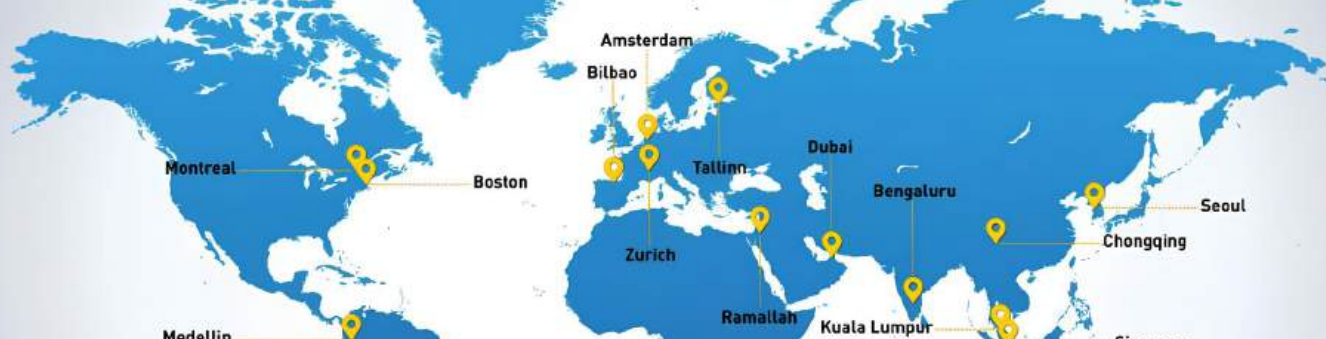 Amsterdam
Bilbao
Dubai
Montreal
Tallinn
Boston
Bengaluru
Seoul
Chongqing
Zurich
Ramallah
Kuala Lumpur
Medellin